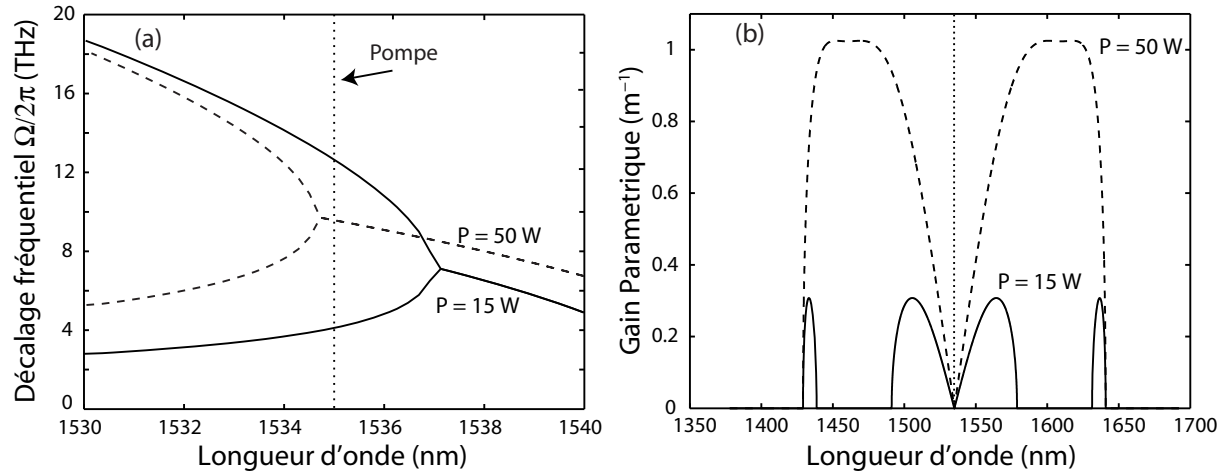 (a)
Pompe
Décalage fréquentiel Ω/2π (THz)
20
16
12
8
4
0
P = 50 W
P = 15 W
1530
1532
1534
1536
1538
1540
Longueur d'onde (nm)
(b)
Gain Parametrique (m⁻¹)
1
0.8
0.6
0.4
0.2
0
P = 50 W
P = 15 W
1350
1400
1450
1500
1550
1600
1650
1700
Longueur d'onde (nm)